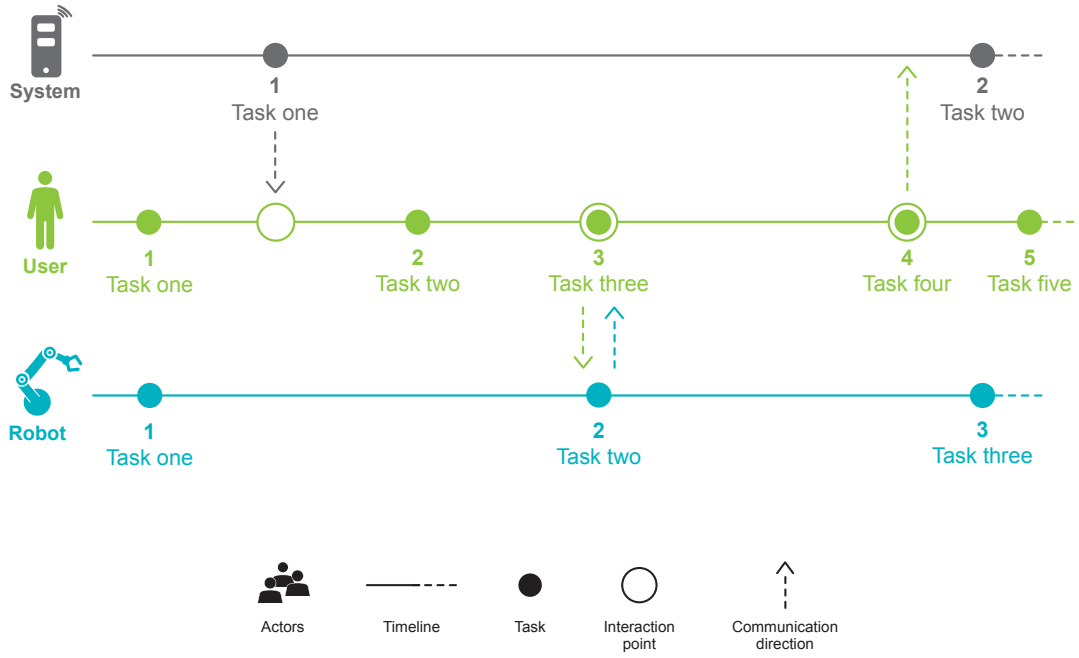 System
1
Task one
2
Task two
User
1
Task one
2
Task two
3
Task three
4
Task four
5
Task five
Robot
1
Task one
2
Task two
3
Task three
Actors
Timeline
Task
Interaction
point
Communication
direction